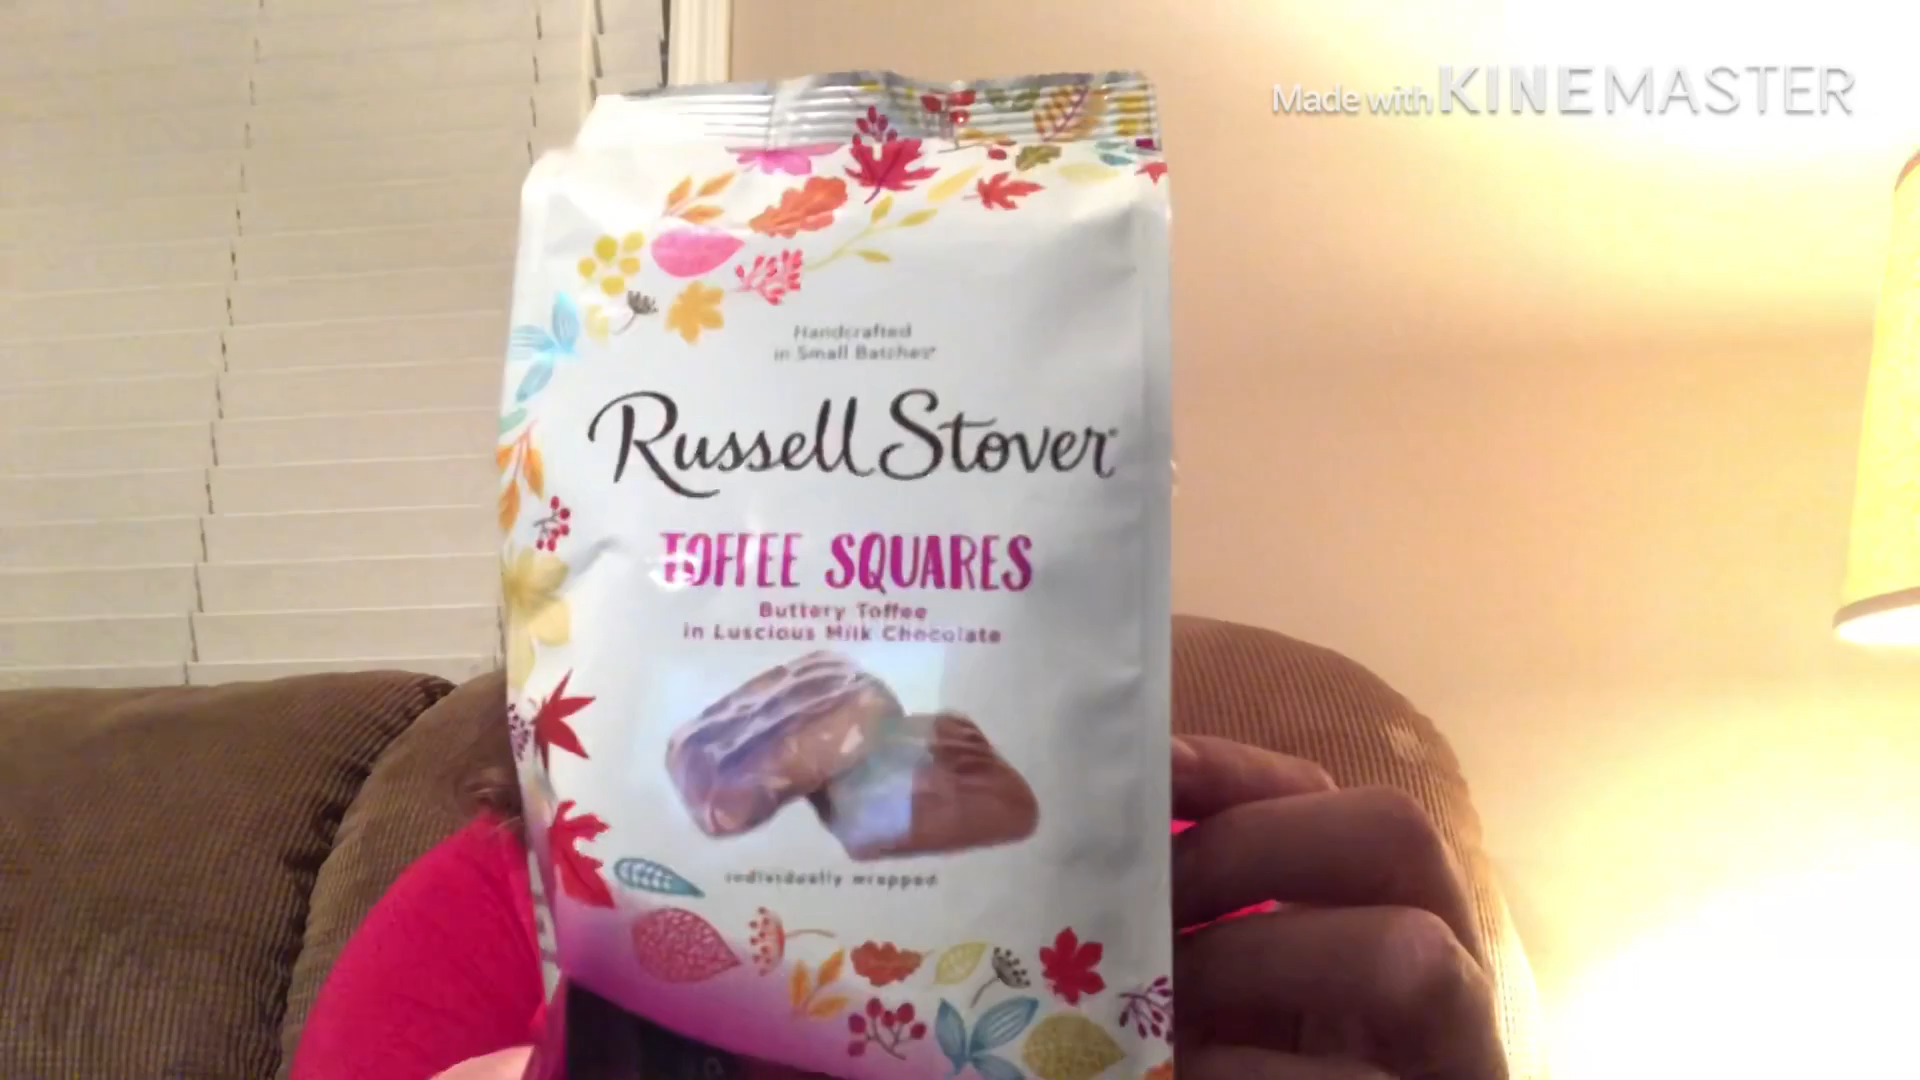 Made with KINEMASTER
Handcrafted
in Small Batches*
Russell Stover
TOFFEE SQUARES
Buttery Toffee
in Luscious Milk Chocolate
individually wrapped